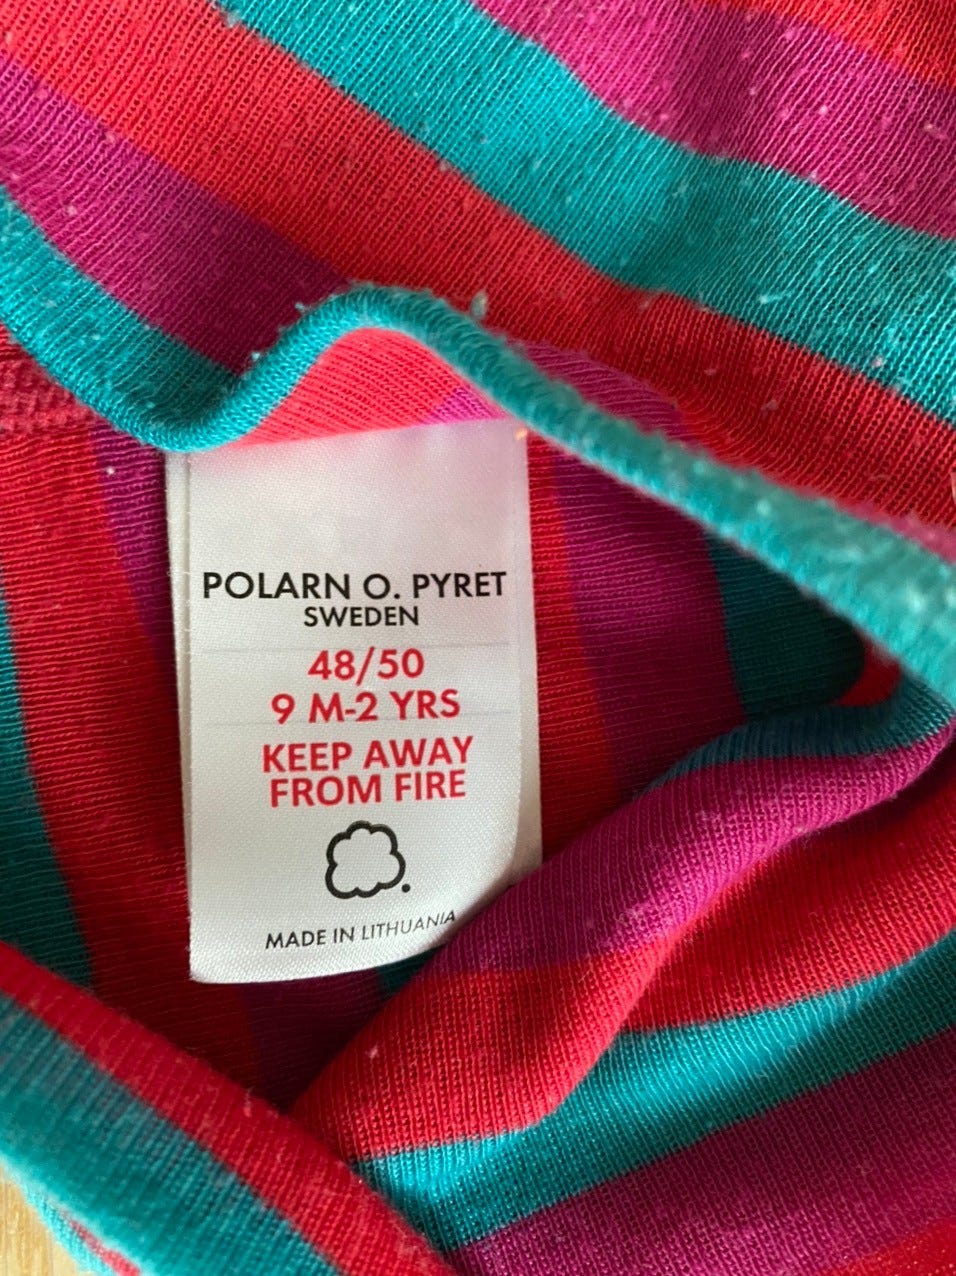 POLARN O. PYRET
SWEDEN
48/50
9 M-2 YRS
KEEP AWAY
FROM FIRE
MADE IN LITHUANIA